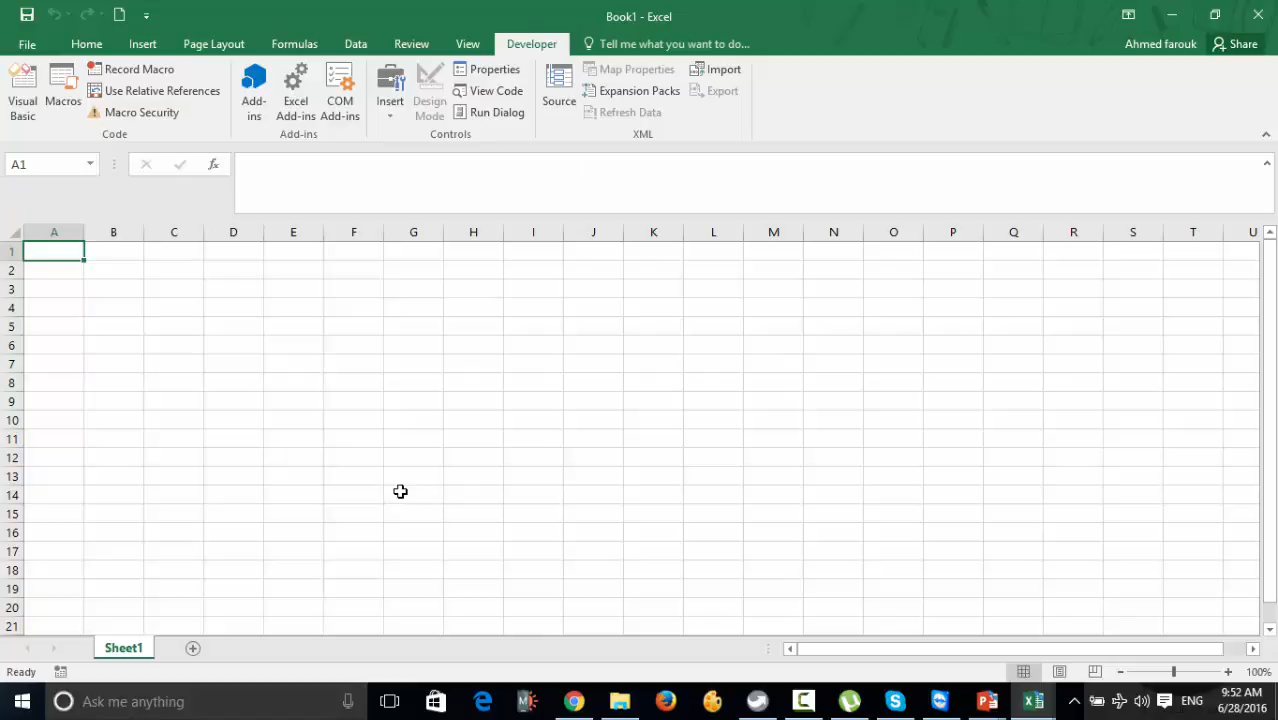 Book1 - Excel
File Home Insert Page Layout Formulas Data Review View Developer Tell me what you want to do... Ahmed farouk Share
Visual Basic
Macros
Record Macro
Use Relative References
Macro Security
Code
Add-ins
Excel Add-ins
COM Add-ins
Add-ins
Insert
Design Mode
Properties
View Code
Run Dialog
Controls
Source
Map Properties
Expansion Packs
Refresh Data
Import
Export
XML
A1 fx
A B C D E F G H I J K L M N O P Q R S T U
1
2
3
4
5
6
7
8
9
10
11
12
13
14
15
16
17
18
19
20
21
Sheet1
Ready 100%
Ask me anything ENG 9:52 AM
6/28/2016